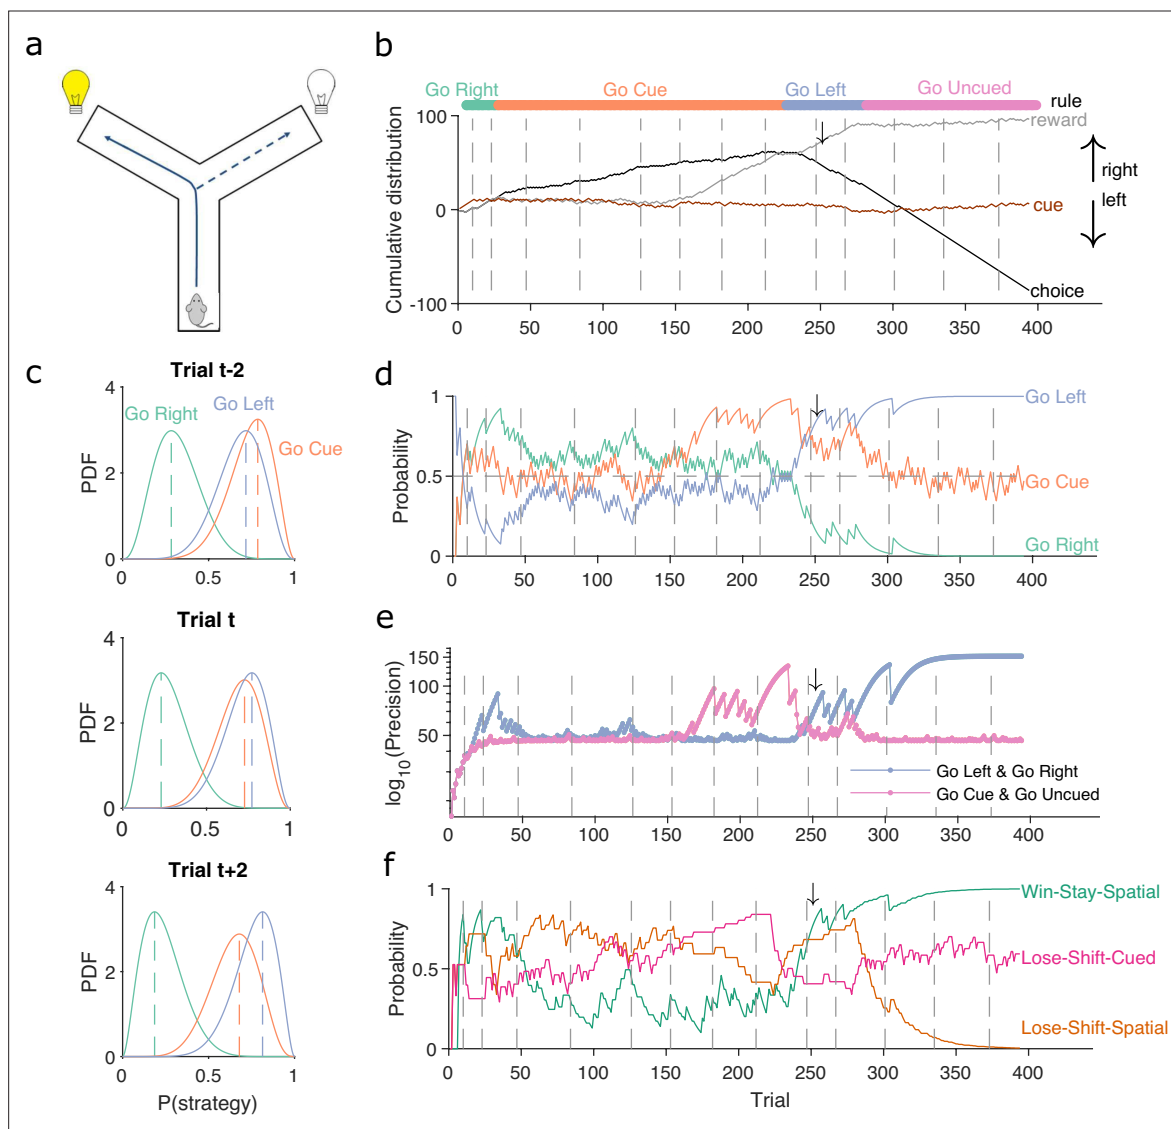 a
b
Go Right
Go Cue
Go Left
Go Uncued
rule
100
0
-100
Cumulative distribution
reward
right
left
cue
choice
0 50 100 150 200 250 300 350 400
c
Trial t-2
4
2
0
PDF
Go Right
Go Left
Go Cue
0 0.5 1
Trial t
4
2
0
PDF
0 0.5 1
Trial t+2
4
2
0
PDF
0 0.5 1
P(strategy)
d
1
0.5
0
Probability
Go Left
Go Cue
Go Right
0 50 100 150 200 250 300 350 400
e
150
100
50
log10(Precision)
Go Left & Go Right
Go Cue & Go Uncued
0 50 100 150 200 250 300 350 400
f
1
0.5
0
Probability
Win-Stay-Spatial
Lose-Shift-Cued
Lose-Shift-Spatial
0 50 100 150 200 250 300 350 400
Trial